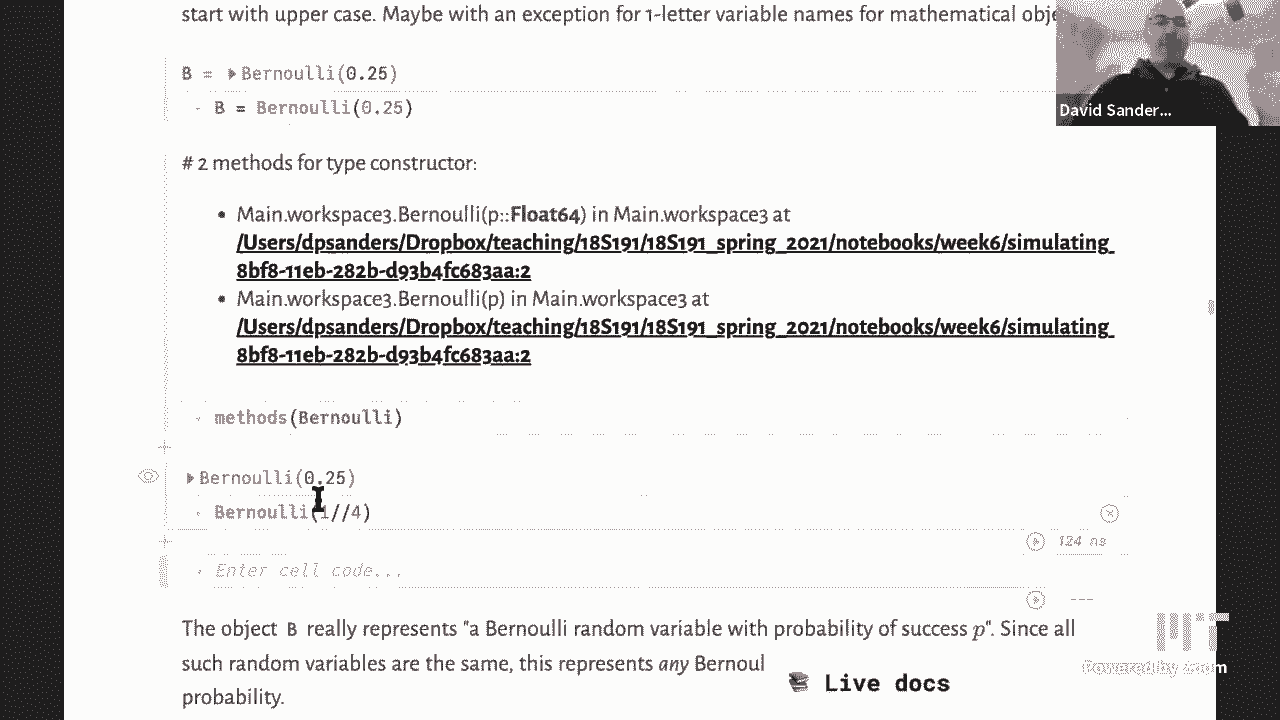 start with upper case. Maybe with an exception for 1-letter variable names for mathematical
David Sander...
B = Bernoulli(0.25)
B = Bernoulli(0.25)
# 2 methods for type constructor:
• Main.workspace3.Bernoulli(p::Float64) in Main.workspace3 at
/Users/dpsanders/Dropbox/teaching/18S191/18S191_spring_2021/notebooks/week6/simulating_
8bf8-11eb-282b-d93b4fc683aa:2
• Main.workspace3.Bernoulli(p) in Main.workspace3 at
/Users/dpsanders/Dropbox/teaching/18S191/18S191_spring_2021/notebooks/week6/simulating_
8bf8-11eb-282b-d93b4fc683aa:2
methods(Bernoulli)
Bernoulli(0.25)
Bernoulli(1//4)
124 ns
Enter cell code...
---
The object B really represents "a Bernoulli random variable with probability of success p". Since all
such random variables are the same, this represents any Bernoul
Live docs
probability.
MIT
Powered by Zoom